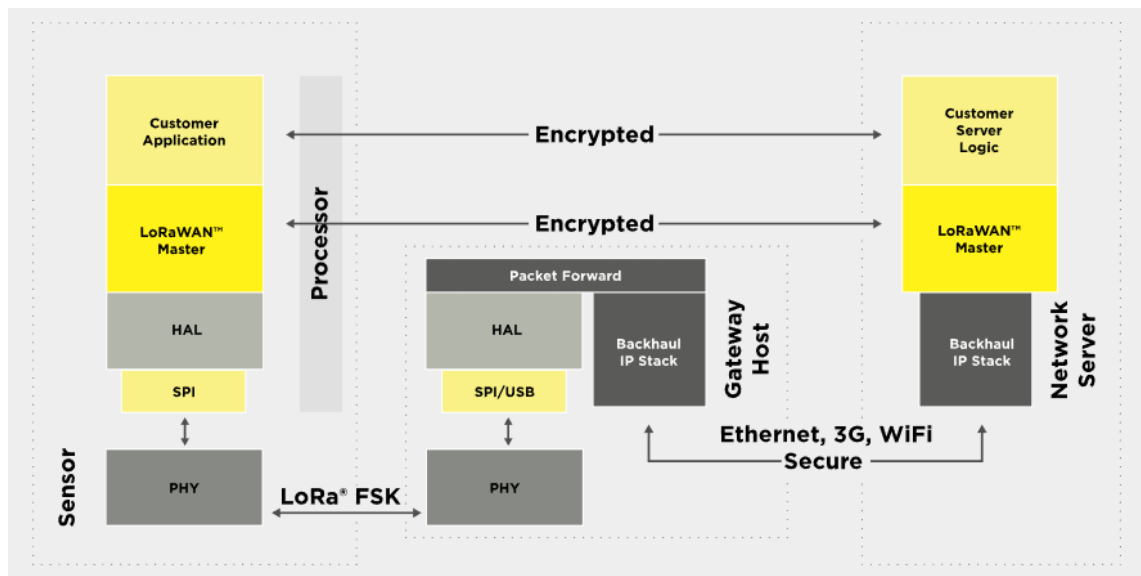 Customer
Application
LoRaWAN™
Master
HAL
SPI
PHY
Sensor
Processor
Encrypted
Encrypted
LoRa® FSK
Packet Forward
HAL
SPI/USB
PHY
Backhaul
IP Stack
Gateway
Host
Ethernet, 3G, WiFi
Secure
Customer
Server
Logic
LoRaWAN™
Master
Backhaul
IP Stack
Network
Server